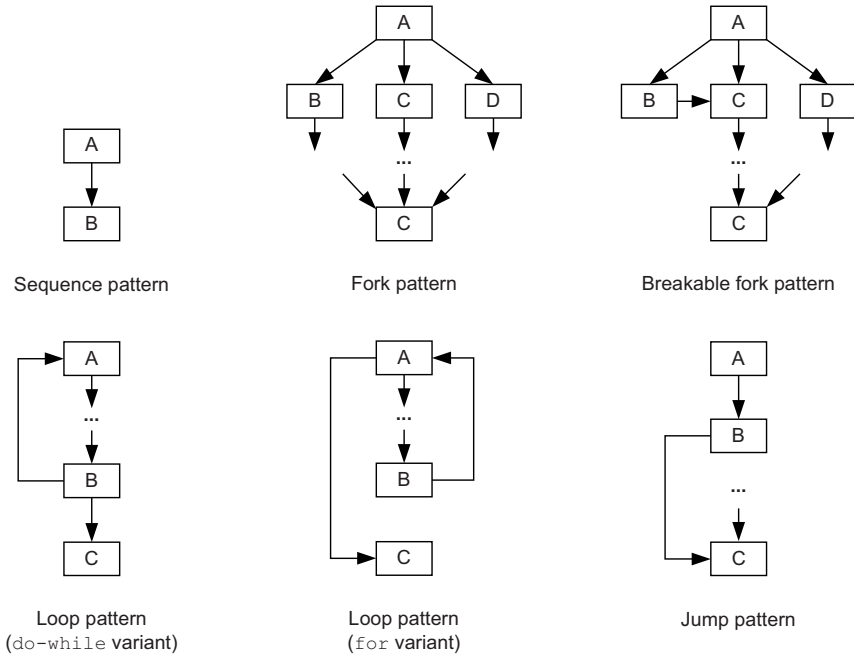 A
B
Sequence pattern
A
B C D
...
C
Fork pattern
A
B C D
...
C
Breakable fork pattern
A
...
B
C
Loop pattern
(do-while variant)
A
...
B
C
Loop pattern
(for variant)
A
B
...
C
Jump pattern